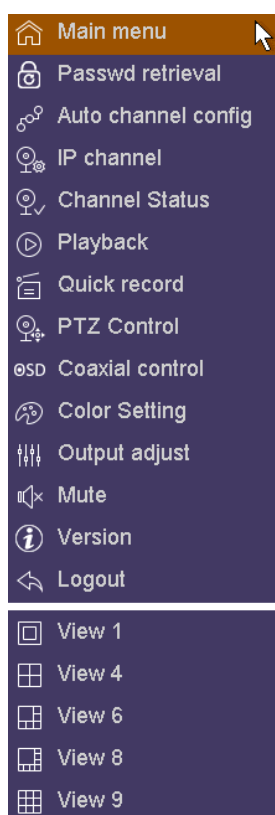 Main menu
Passwd retrieval
Auto channel config
IP channel
Channel Status
Playback
Quick record
PTZ Control
OSD Coaxial control
Color Setting
Output adjust
Mute
Version
Logout
View 1
View 4
View 6
View 8
View 9